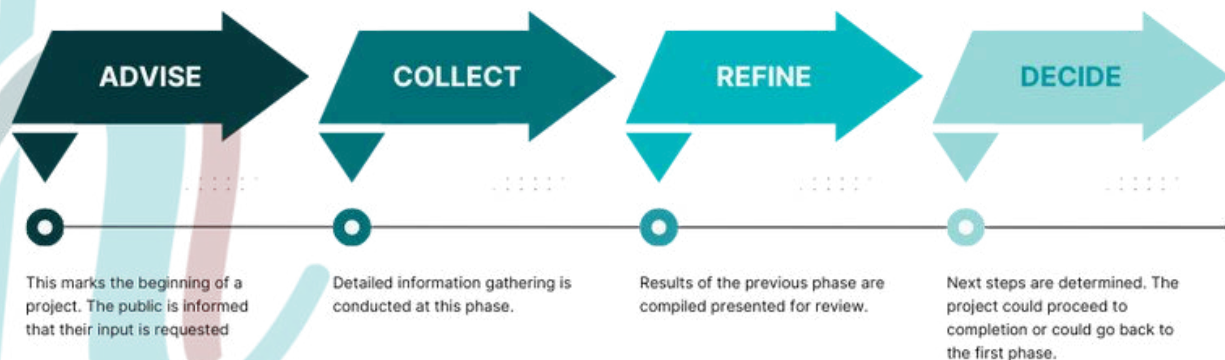 ADVISE
COLLECT
REFINE
DECIDE
This marks the beginning of a
project. The public is informed
that their input is requested
Detailed information gathering is
conducted at this phase.
Results of the previous phase are
compiled presented for review.
Next steps are determined. The
project could proceed to
completion or could go back to
the first phase.